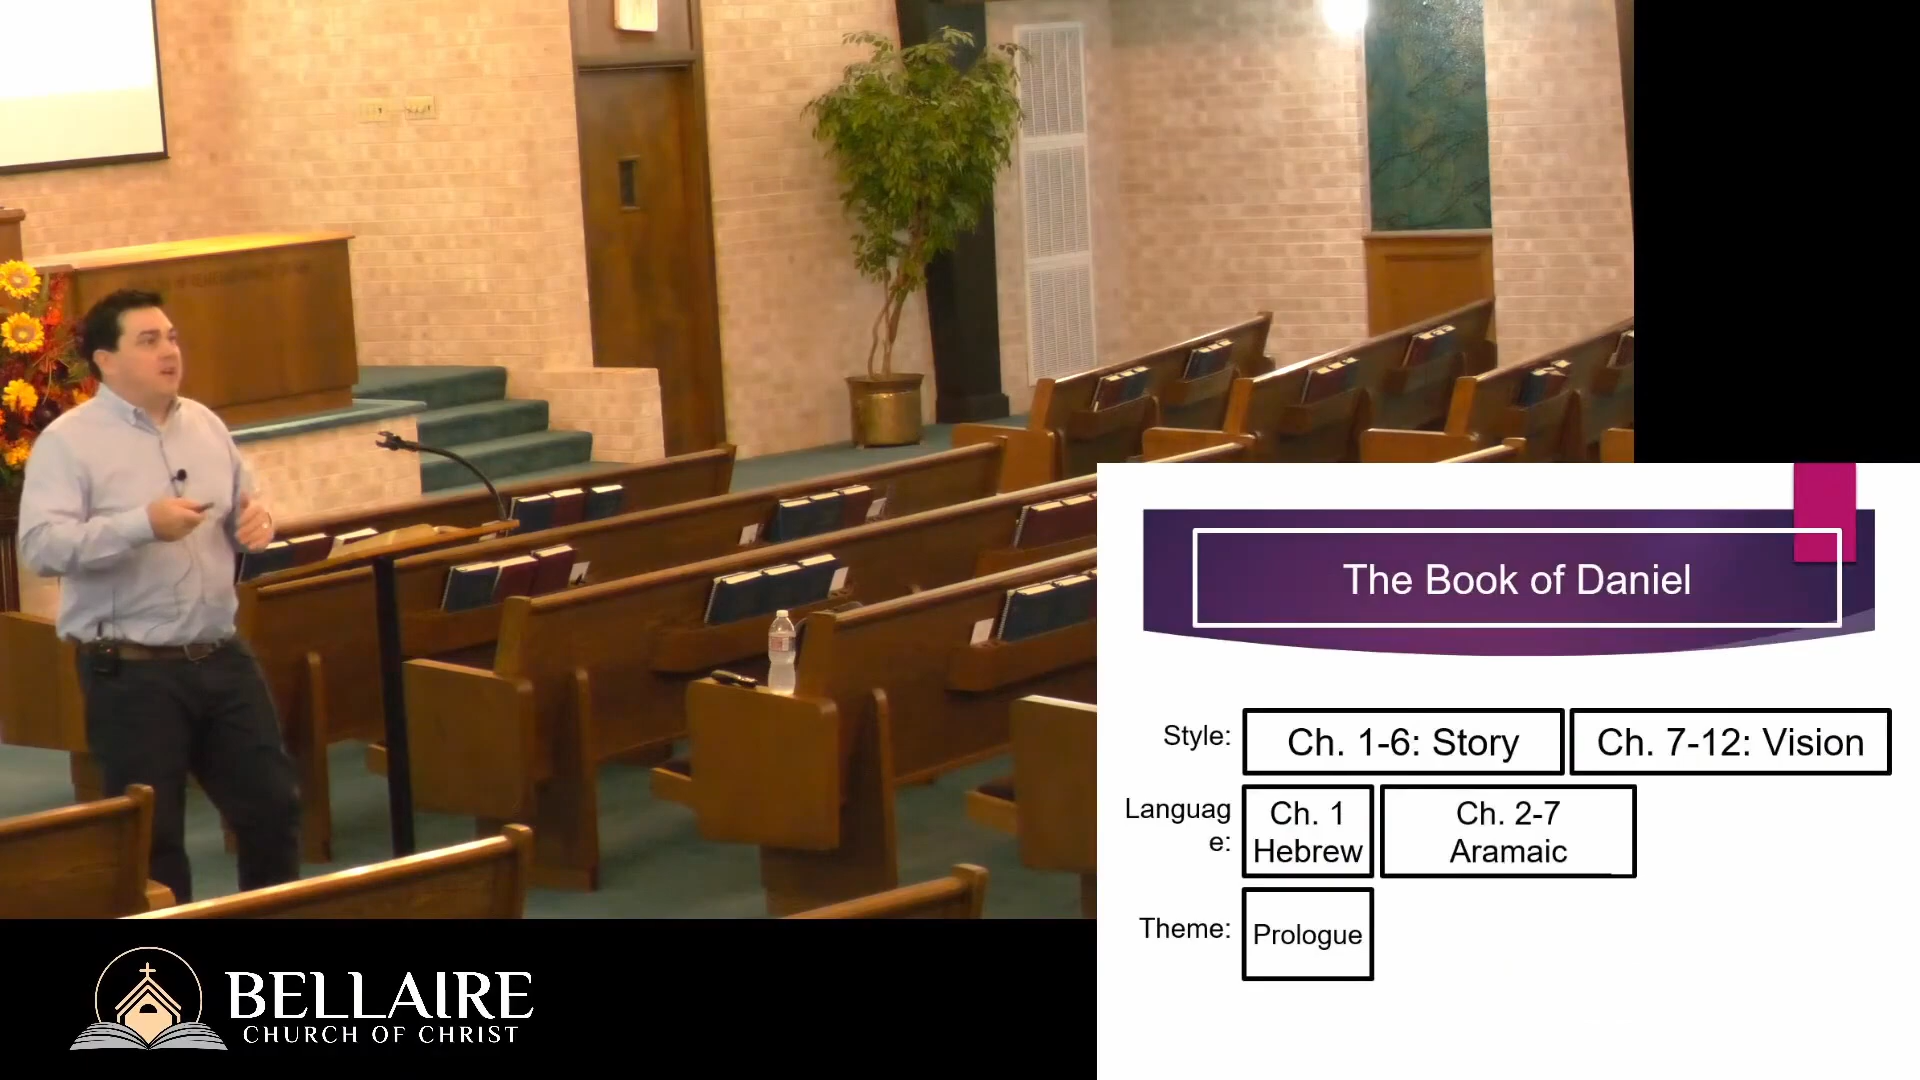 The Book of Daniel
Style:
Ch. 1-6: Story
Ch. 7-12: Vision
Languag
e:
Ch. 1
Hebrew
Ch. 2-7
Aramaic
Theme:
Prologue
BELLAIRE
CHURCH OF CHRIST